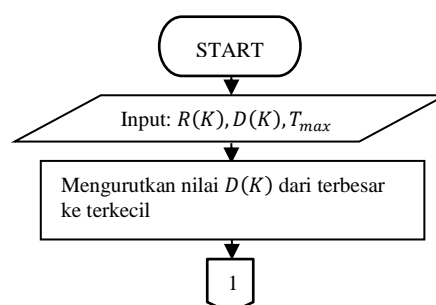 START
Input: R(K), D(K), T_max
Mengurutkan nilai D(K) dari terbesar
ke terkecil
1